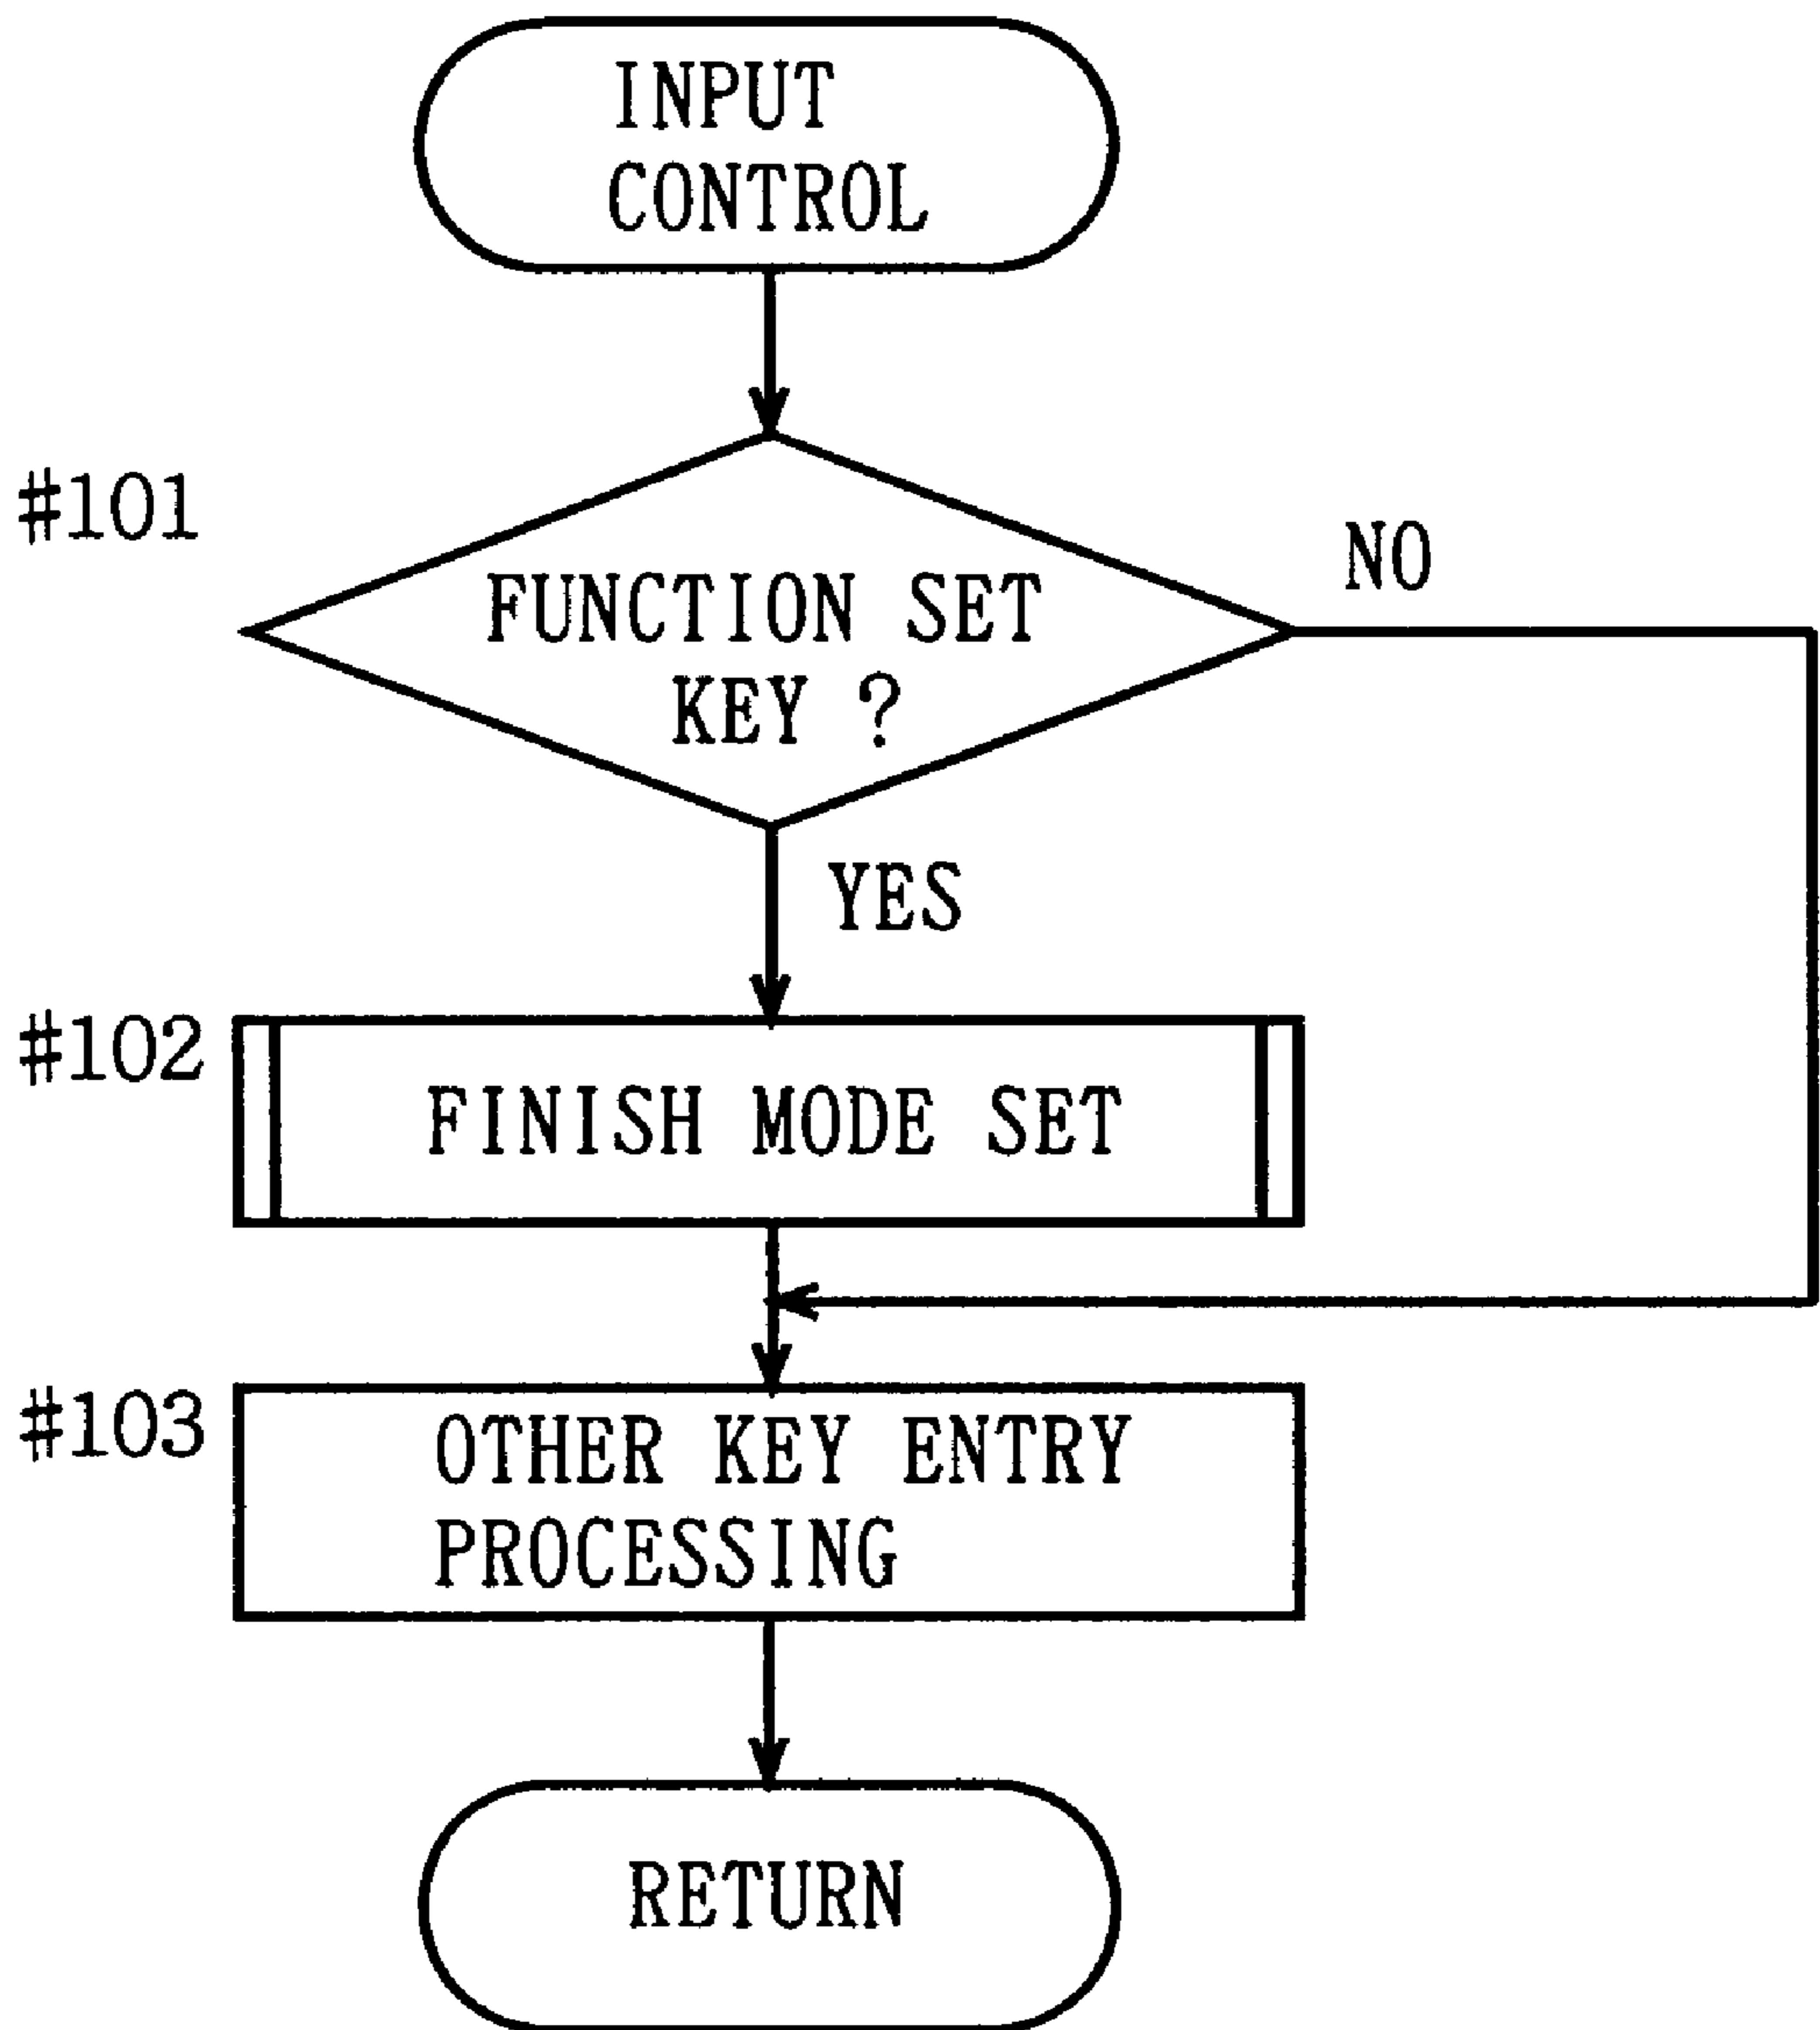 INPUT
CONTROL
#101
FUNCTION SET
KEY ?
NO
YES
#102
FINISH MODE SET
#103
OTHER KEY ENTRY
PROCESSING
RETURN